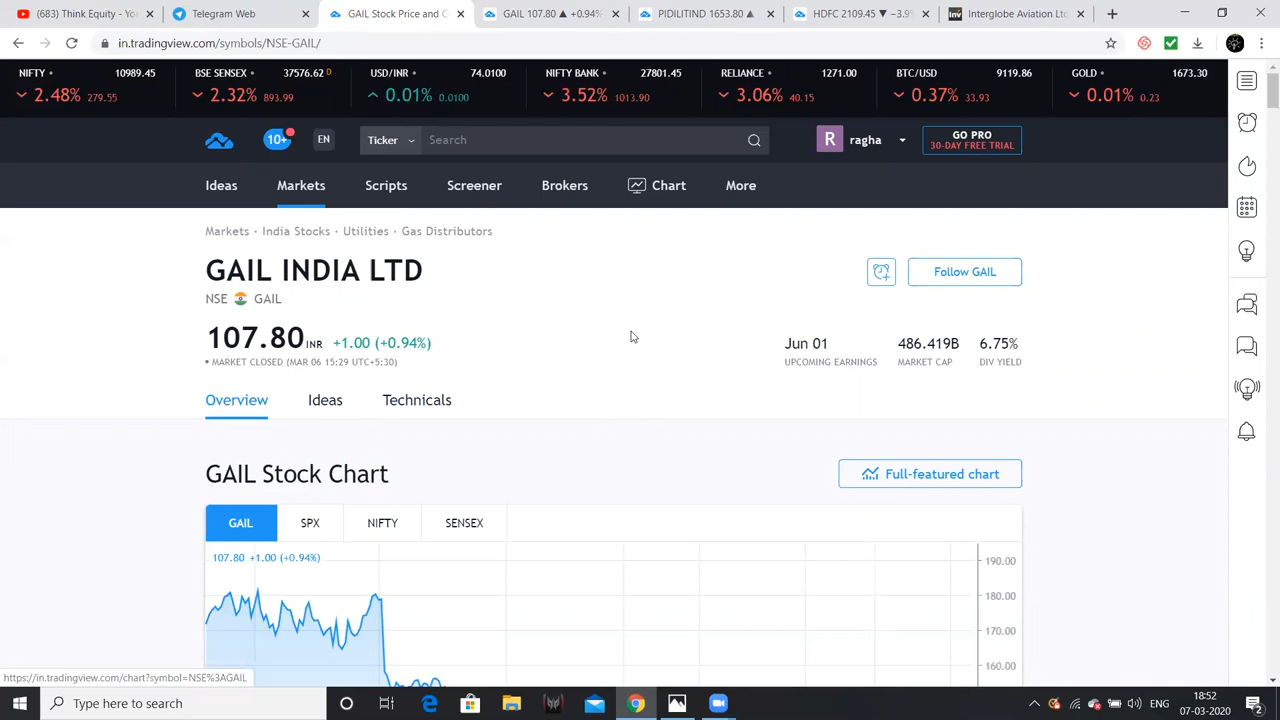 (683) Think Equity - Yo
Telegram Web
GAIL Stock Price and C
GAIL 107.80 ▲ +0.94%
PIDILITIND 1653.80 ▲
HDFC 2109.45 ▼ -3.9%
Interglobe Aviation Ltd
in.tradingview.com/symbols/NSE-GAIL/
NIFTY 10989.45
2.48% 279.55
BSE SENSEX 37576.62 D
2.32% 893.99
USD/INR 74.0100
0.01% 0.0100
NIFTY BANK 27801.45
3.52% 1013.90
RELIANCE 1271.00
3.06% 40.15
BTC/USD 9119.86
0.37% 33.93
GOLD 1673.30
0.01% 0.23
10+
EN
Ticker
Search
R
ragha
GO PRO
30-DAY FREE TRIAL
Ideas
Markets
Scripts
Screener
Brokers
Chart
More
Markets · India Stocks · Utilities · Gas Distributors
GAIL INDIA LTD
Follow GAIL
NSE GAIL
107.80 INR +1.00 (+0.94%)
• MARKET CLOSED (MAR 06 15:29 UTC+5:30)
Jun 01
UPCOMING EARNINGS
486.419B
MARKET CAP
6.75%
DIV YIELD
Overview
Ideas
Technicals
GAIL Stock Chart
Full-featured chart
GAIL
SPX
NIFTY
SENSEX
107.80 +1.00 (+0.94%)
190.00
180.00
170.00
160.00
https://in.tradingview.com/chart?symbol=NSE%3AGAIL
Type here to search
ENG
18:52
07-03-2020
2